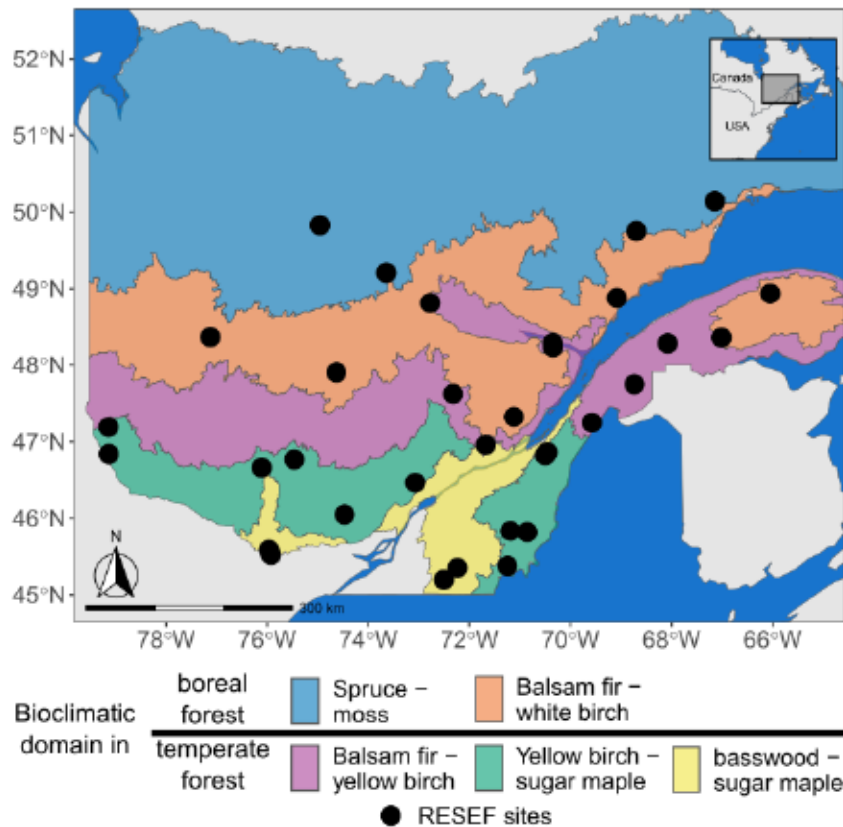 52°N
51°N
50°N
49°N
48°N
47°N
46°N
45°N
Canada
USA
N
300 km
78°W 76°W 74°W 72°W 70°W 68°W 66°W
Bioclimatic
domain in
boreal
forest
Spruce –
moss
Balsam fir –
white birch
temperate
forest
Balsam fir –
yellow birch
Yellow birch –
sugar maple
basswood –
sugar maple
RESEF sites